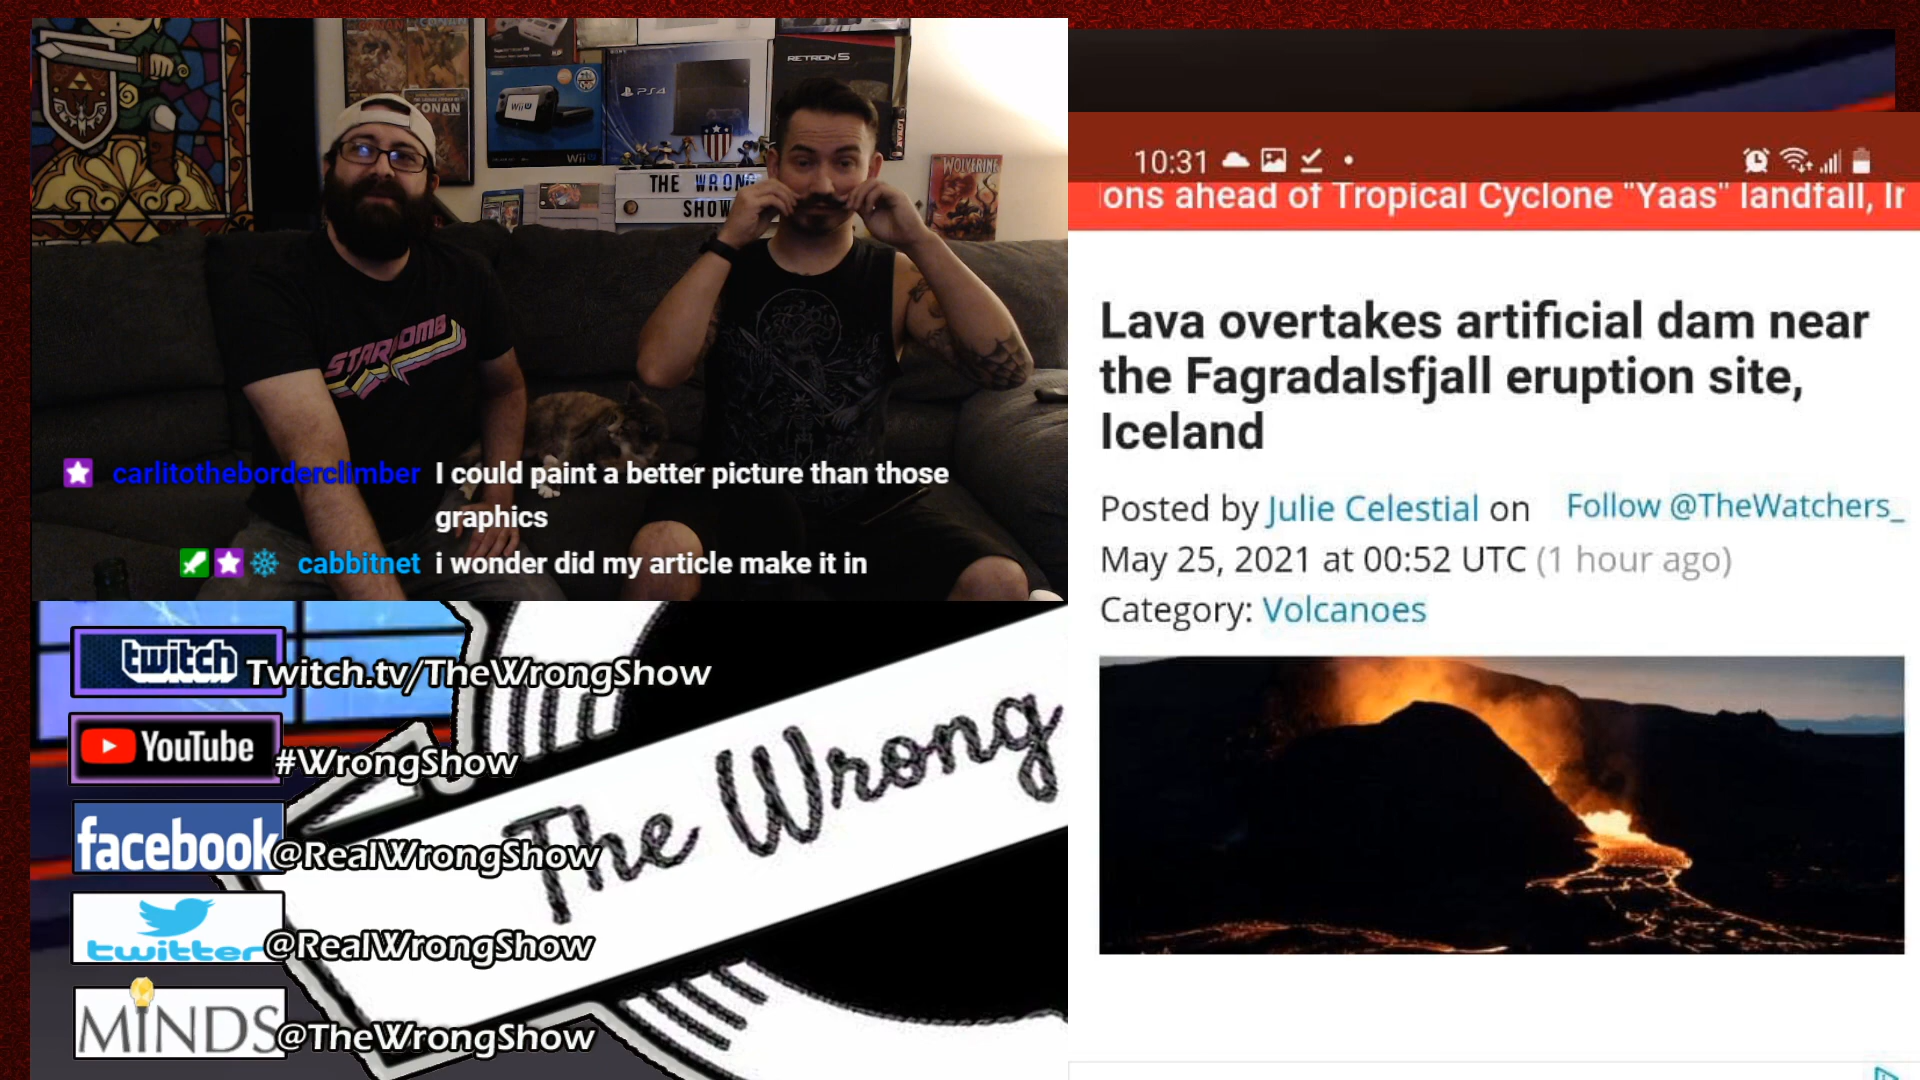 CONAN
WiiU
PS4
RETRON 5
WOLVERINE
WiiU
THE WRONG
SHOW
STARBOMB
carlitotheborderclimber I could paint a better picture than those
graphics
cabbitnet i wonder did my article make it in
twitch Twitch.tv/TheWrongShow
YouTube #WrongShow
facebook @RealWrongShow
twitter @RealWrongShow
MINDS @TheWrongShow
The Wrong
10:31
ons ahead of Tropical Cyclone "Yaas" landfall, Ir
Lava overtakes artificial dam near
the Fagradalsfjall eruption site,
Iceland
Posted by Julie Celestial on Follow @TheWatchers_
May 25, 2021 at 00:52 UTC (1 hour ago)
Category: Volcanoes